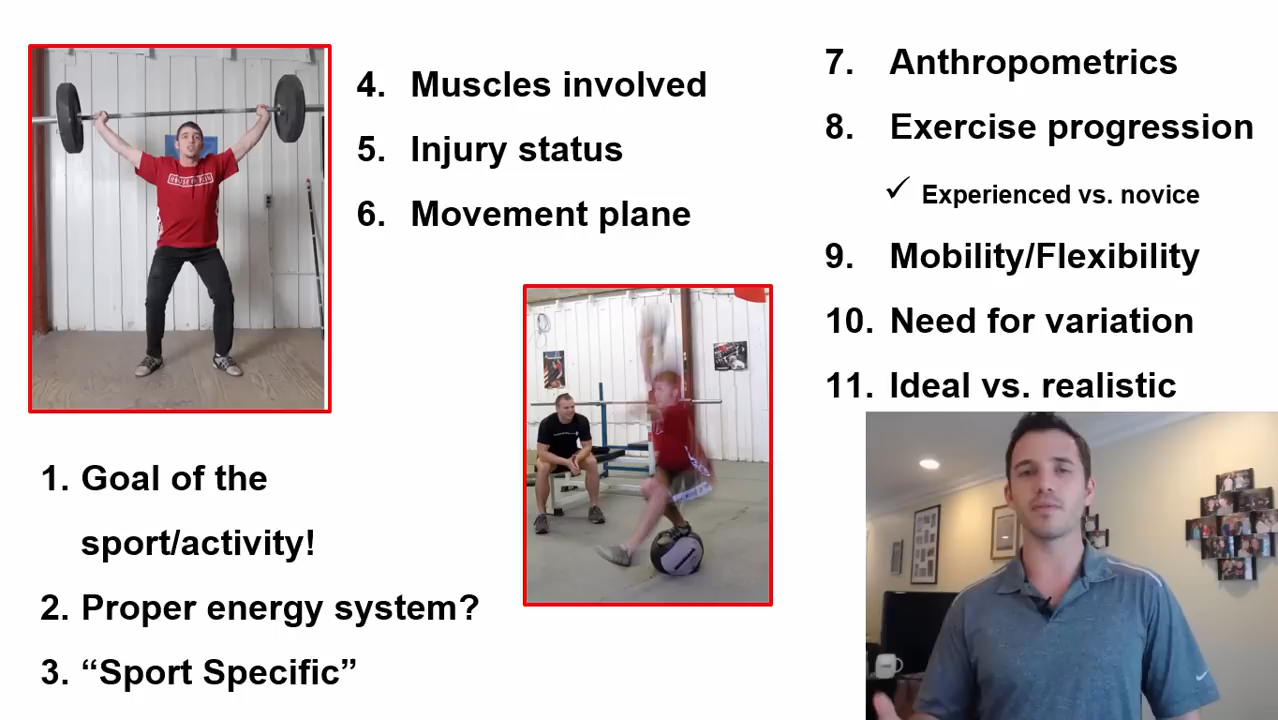 1. Goal of the
sport/activity!
2. Proper energy system?
3. “Sport Specific”
4. Muscles involved
5. Injury status
6. Movement plane
7. Anthropometrics
8. Exercise progression
✓ Experienced vs. novice
9. Mobility/Flexibility
10. Need for variation
11. Ideal vs. realistic